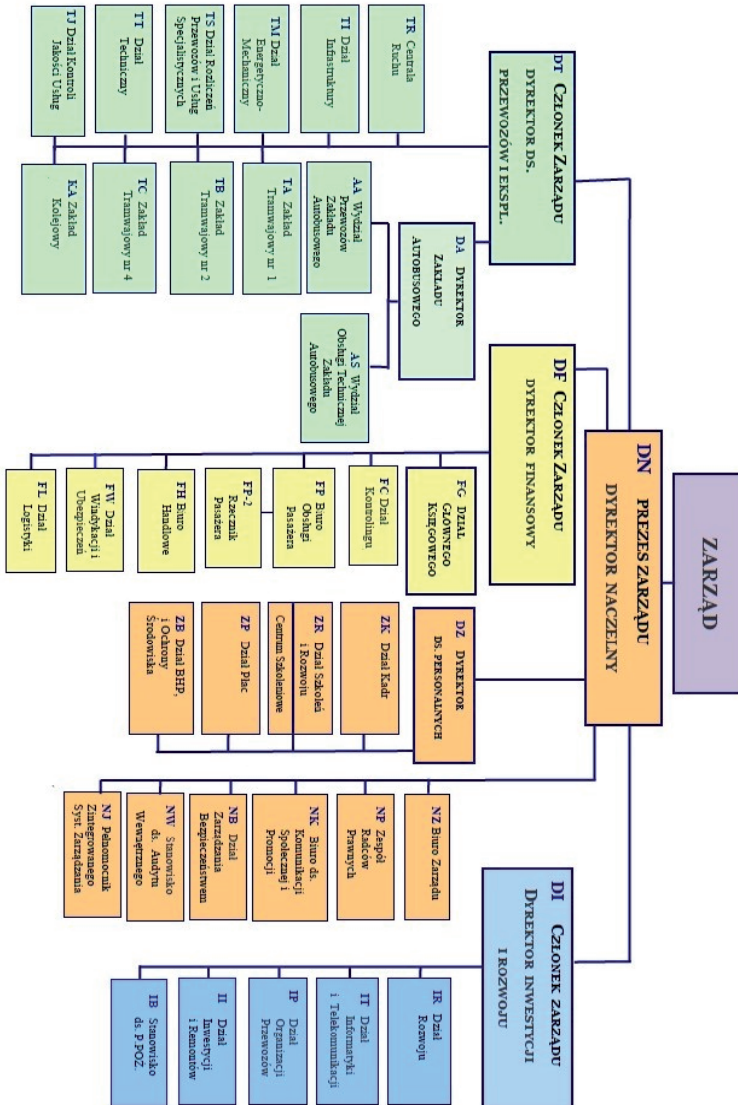 ZARZĄD
DN PREZES ZARZĄDU
DYREKTOR NACZELNY
DT CZŁONEK ZARZĄDU
DYREKTOR DS.
PRZEWOZÓW I EKSPL.
TR Centrala
Ruchu
TI Dział
Infrastruktury
TM Dział
Energetyczno-
Mechaniczny
TS Dział Rozliczeń
Przewozów i Usług
Specjalistycznych
TT Dział
Techniczny
TJ Dział Kontroli
Jakości Usług
DA DYREKTOR
ZAKŁADU
AUTOBUSOWEGO
AA Wydział
Przewozów
Zakładu
Autobusowego
AS Wydział
Obsługi Technicznej
Zakładu
Autobusowego
TA Zakład
Tramwajowy nr 1
TB Zakład
Tramwajowy nr 2
TC Zakład
Tramwajowy nr 4
KA Zakład
Kolejowy
DF CZŁONEK ZARZĄDU
DYREKTOR FINANSOWY
FG DZIAŁ
GŁÓWNEGO
KSIĘGOWEGO
FC Dział
Kontrolingu
FP Biuro
Obsługi
Pasażera
FP-2
Rzecznik
Pasażera
FH Biuro
Handlowe
FW Dział
Windykacji i
Ubezpieczeń
FL Dział
Logistyki
DZ DYREKTOR
DS. PERSONALNYCH
ZK Dział Kadr
ZR Dział Szkoleń
i Rozwoju
Centrum Szkoleniowe
ZP Dział Płac
ZB Dział BHP,
i Ochrony
Środowiska
NZ Biuro Zarządu
NP Zespół
Radców
Prawnych
NK Biuro ds.
Komunikacji
Społecznej i
Promocji
NB Dział
Zarządzania
Bezpieczeństwem
NW Stanowisko
ds. Audytu
Wewnętrznego
NJ Pełnomocnik
Zintegrowanego
Syst. Zarządzania
DI CZŁONEK ZARZĄDU
DYREKTOR INWESTYCJI
I ROZWOJU
IR Dział
Rozwoju
IT Dział
Informatyki
i Telekomunikacji
IP Dział
Organizacji
Przewozów
II Dział
Inwestycji
i Remontów
IB Stanowisko
ds. P.POŻ.